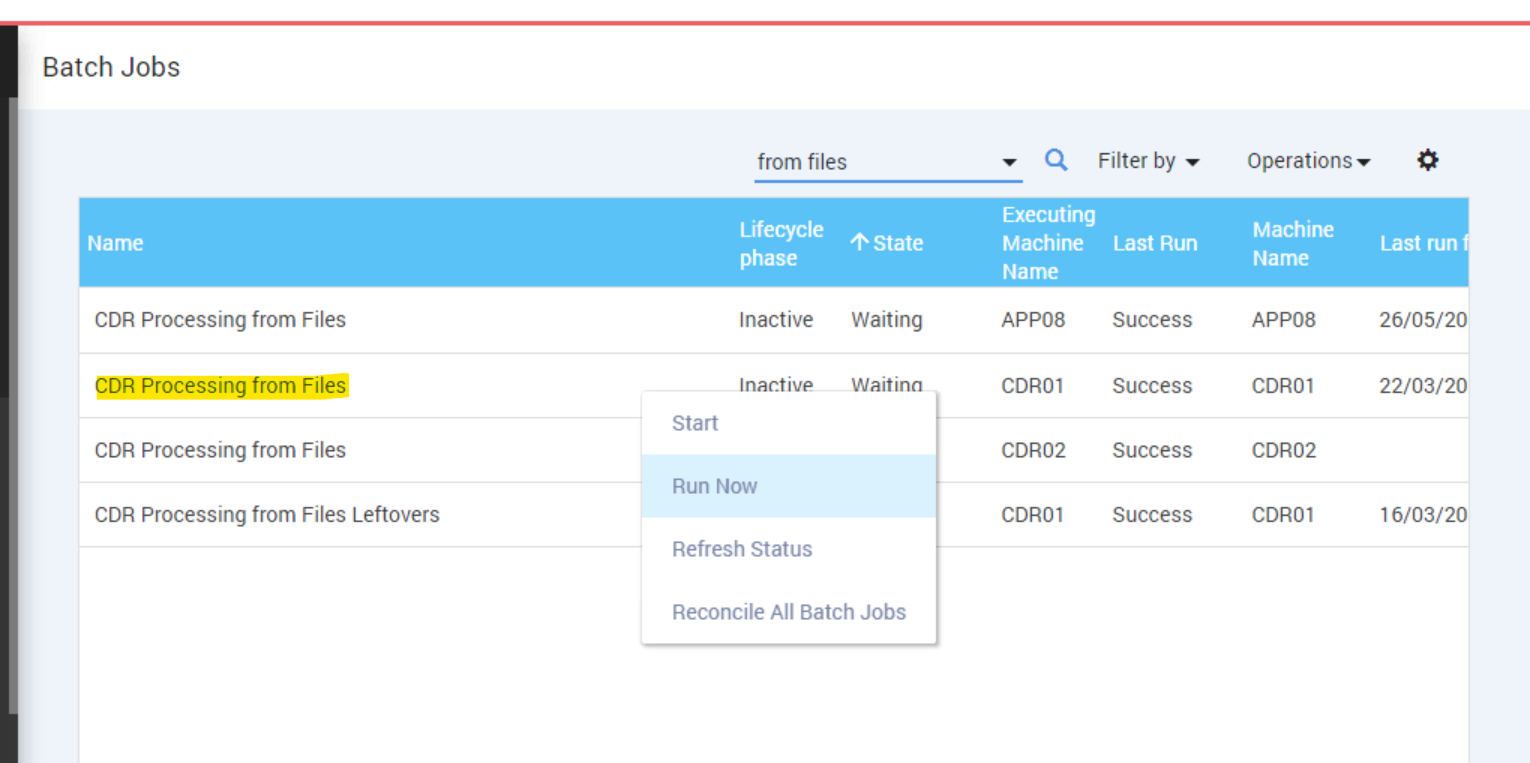 Batch Jobs
from files Filter by Operations
Name Lifecycle phase State Executing Machine Name Last Run Machine Name Last run f
CDR Processing from Files Inactive Waiting APP08 Success APP08 26/05/20
CDR Processing from Files Inactive Waiting CDR01 Success CDR01 22/03/20
CDR Processing from Files CDR02 Success CDR02
CDR Processing from Files Leftovers CDR01 Success CDR01 16/03/20
Start
Run Now
Refresh Status
Reconcile All Batch Jobs